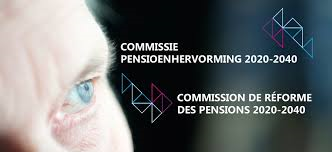 COMMISSIE
PENSIOENHERVORMING 2020-2040
COMMISSION DE RÉFORME
DES PENSIONS 2020-2040